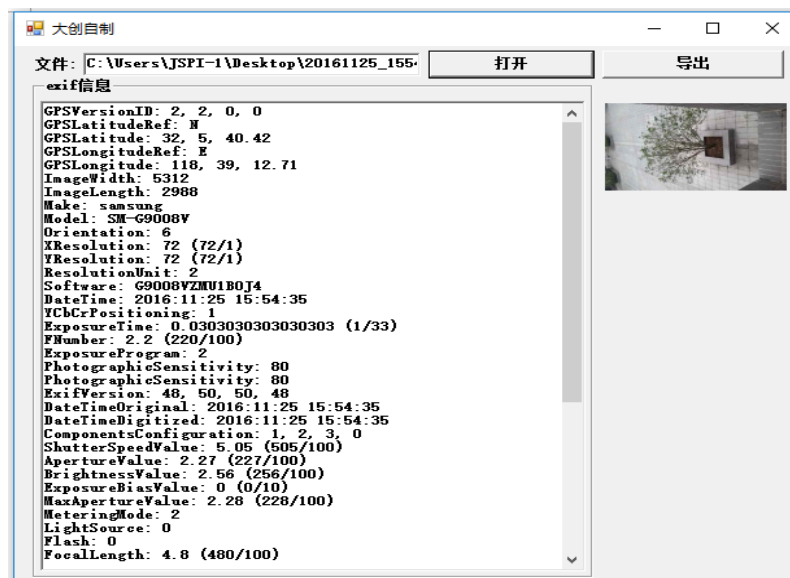 大创自制
文件: C:\Users\JSPI-1\Desktop\20161125_155 打开 导出
exif信息
GPSVersionID: 2, 2, 0, 0
GPSLatitudeRef: N
GPSLatitude: 32, 5, 40.42
GPSLongitudeRef: E
GPSLongitude: 118, 39, 12.71
ImageWidth: 5312
ImageLength: 2988
Make: samsung
Model: SM-G9008V
Orientation: 6
XResolution: 72 (72/1)
YResolution: 72 (72/1)
ResolutionUnit: 2
Software: G9008VZMU1BOJ4
DateTime: 2016:11:25 15:54:35
YCbCrPositioning: 1
ExposureTime: 0.0303030303030303 (1/33)
FNumber: 2.2 (220/100)
ExposureProgram: 2
PhotographicSensitivity: 80
PhotographicSensitivity: 80
ExifVersion: 48, 50, 50, 48
DateTimeOriginal: 2016:11:25 15:54:35
DateTimeDigitized: 2016:11:25 15:54:35
ComponentsConfiguration: 1, 2, 3, 0
ShutterSpeedValue: 5.05 (505/100)
ApertureValue: 2.27 (227/100)
BrightnessValue: 2.56 (256/100)
ExposureBiasValue: 0 (0/10)
MaxApertureValue: 2.28 (228/100)
MeteringMode: 2
LightSource: 0
Flash: 0
FocalLength: 4.8 (480/100)